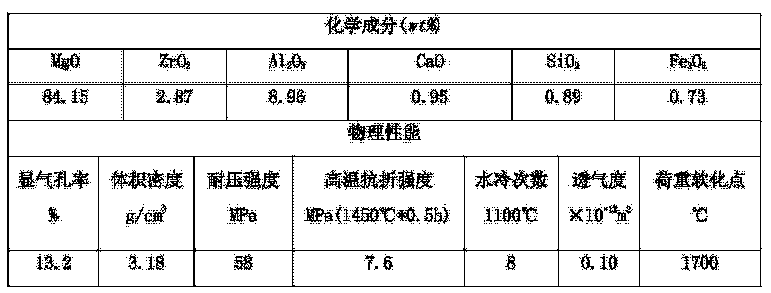 化学成分(wt%)
MgO ZrO₂ Al₂O₃ CaO SiO₂ Fe₂O₃
84.15 2.87 8.96 0.95 0.89 0.73
物理性能
显气孔率 体积密度 耐压强度 高温抗折强度 水冷次数 透气度 荷重软化点
% g/cm³ MPa MPa(1450℃*0.5h) 1100℃ ×10⁻¹²m² ℃
13.2 3.18 58 7.6 8 0.10 1700